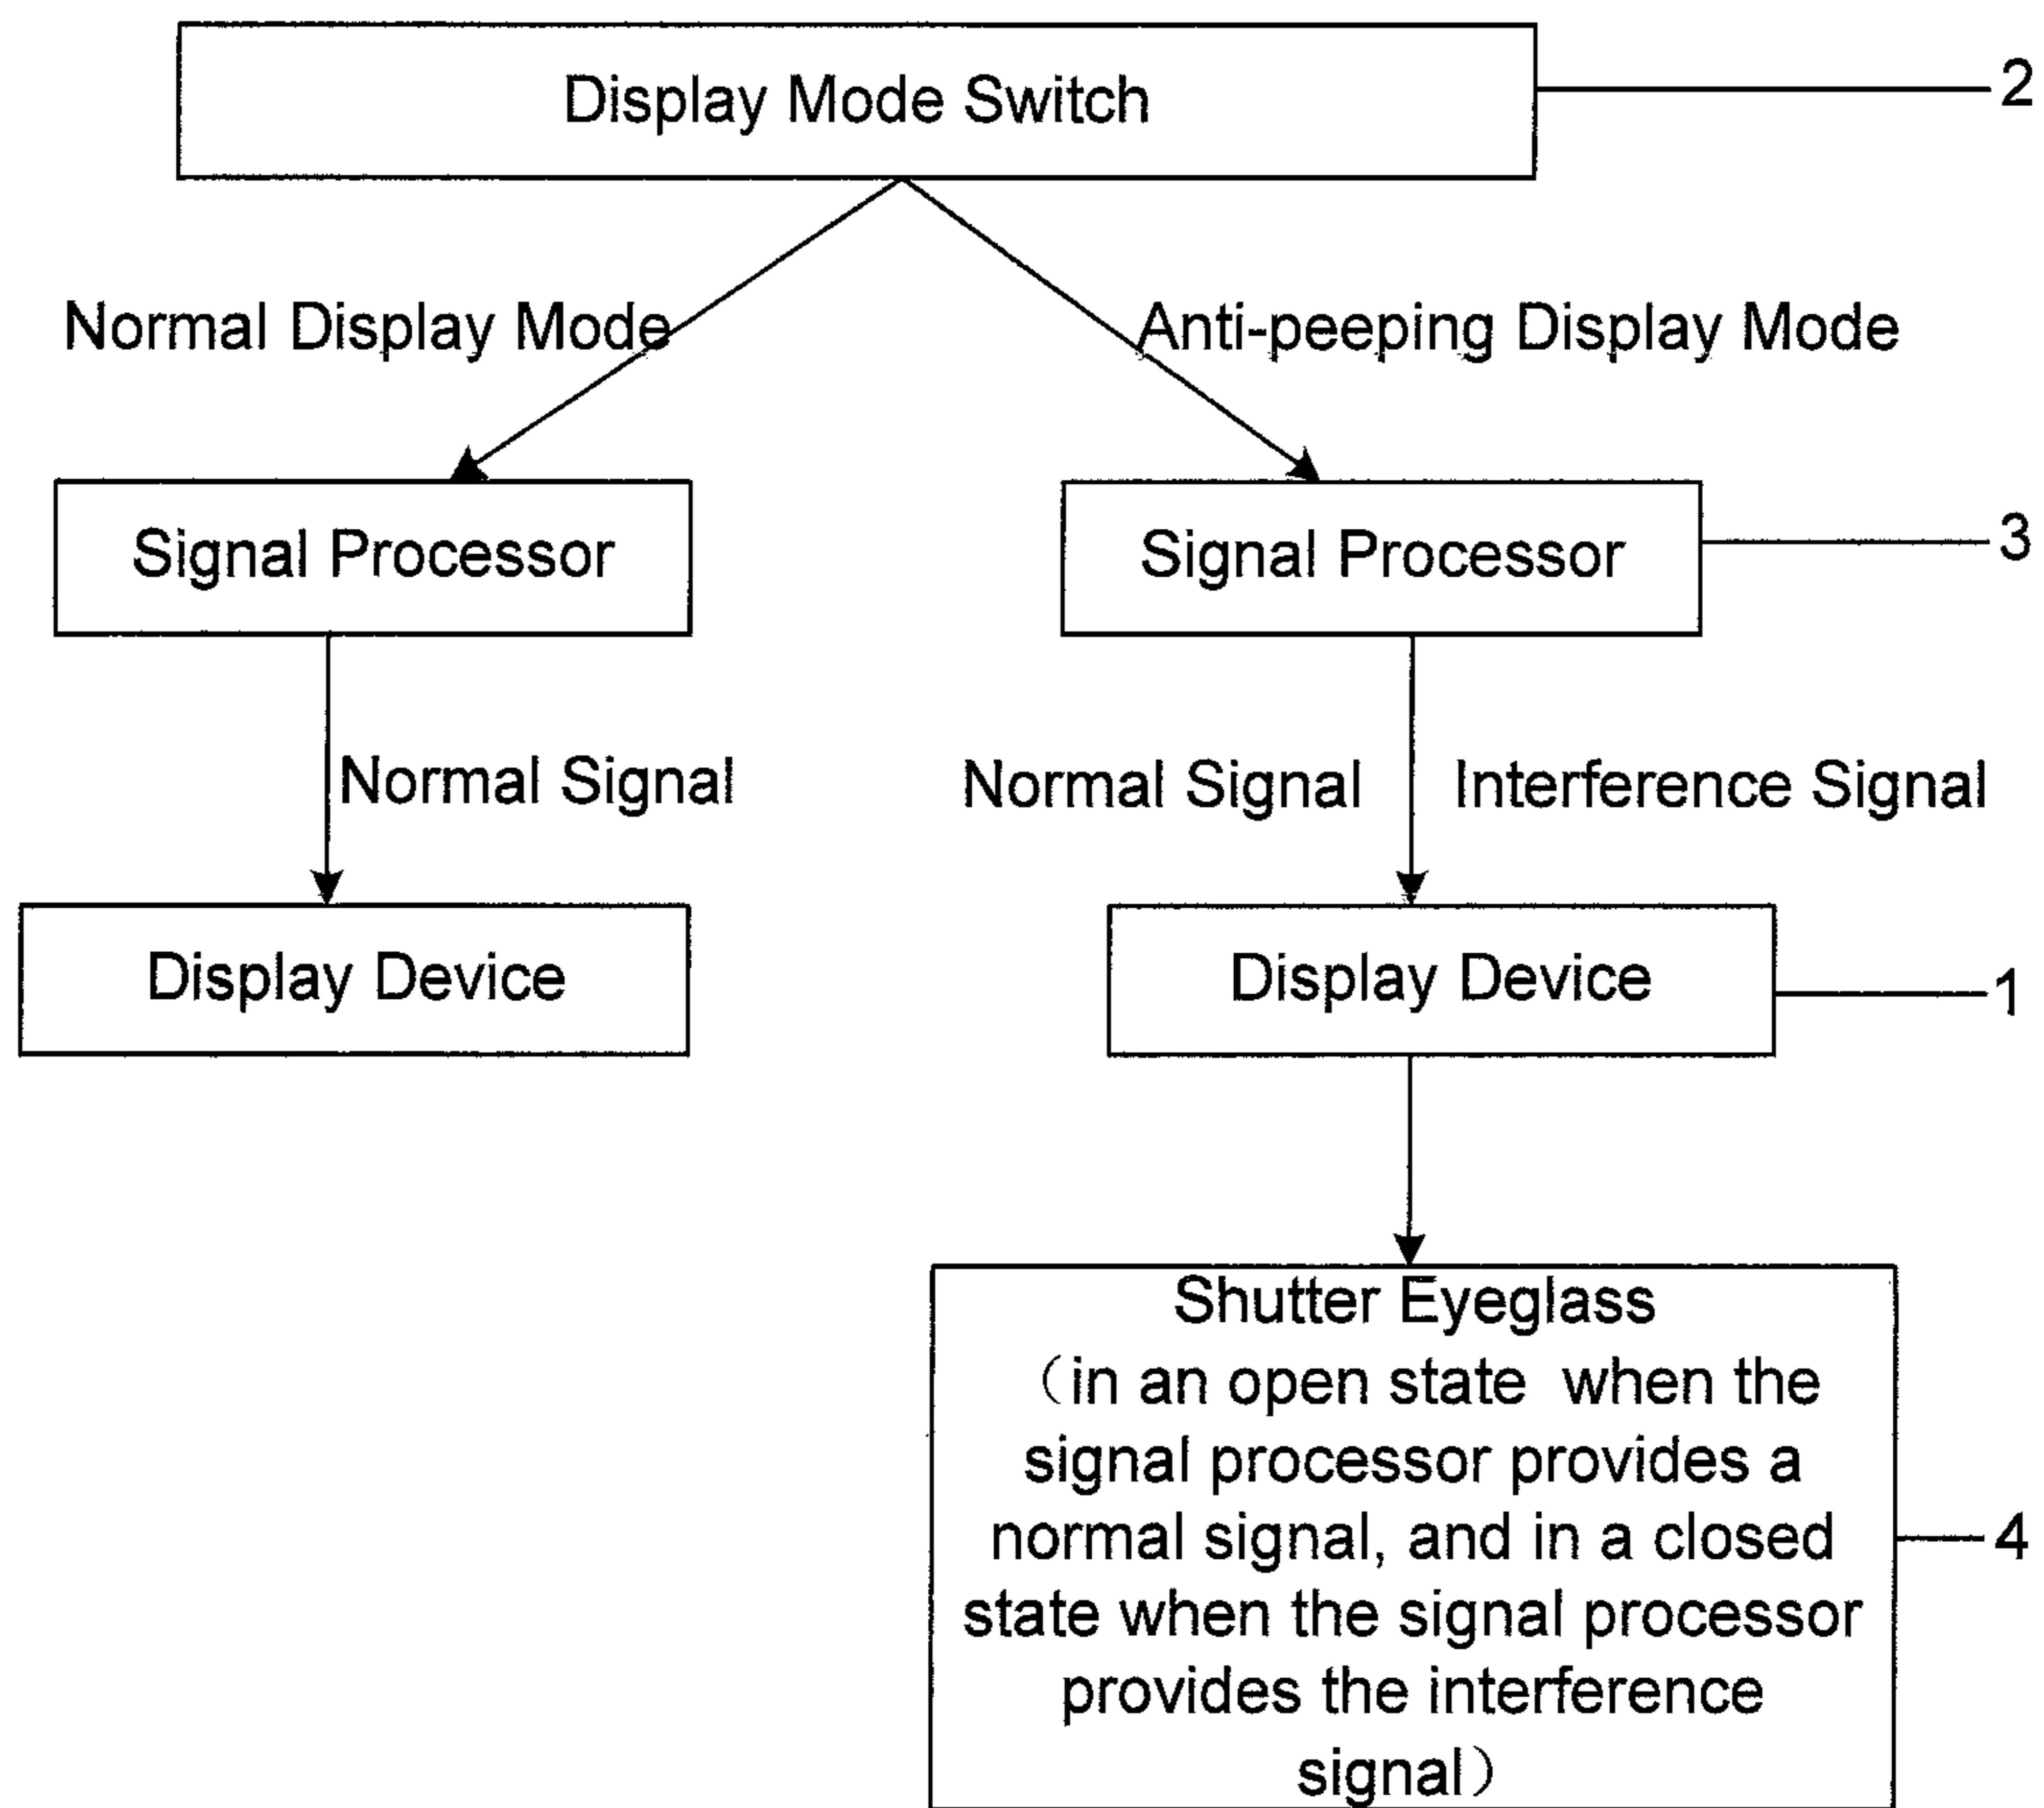 Display Mode Switch
2
Normal Display Mode
Anti-peeping Display Mode
Signal Processor
Signal Processor
3
Normal Signal
Normal Signal
Interference Signal
Display Device
Display Device
1
Shutter Eyeglass
（in an open state when the
signal processor provides a
normal signal, and in a closed
state when the signal processor
provides the interference
signal）
4